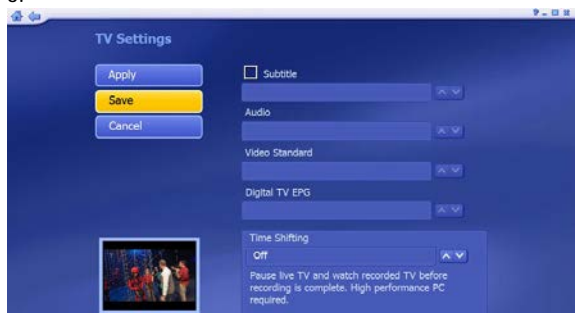 TV Settings
Apply
Save
Cancel
Subtitle
Audio
Video Standard
Digital TV EPG
Time Shifting
Off
Pause live TV and watch recorded TV before
recording is complete. High performance PC
required.